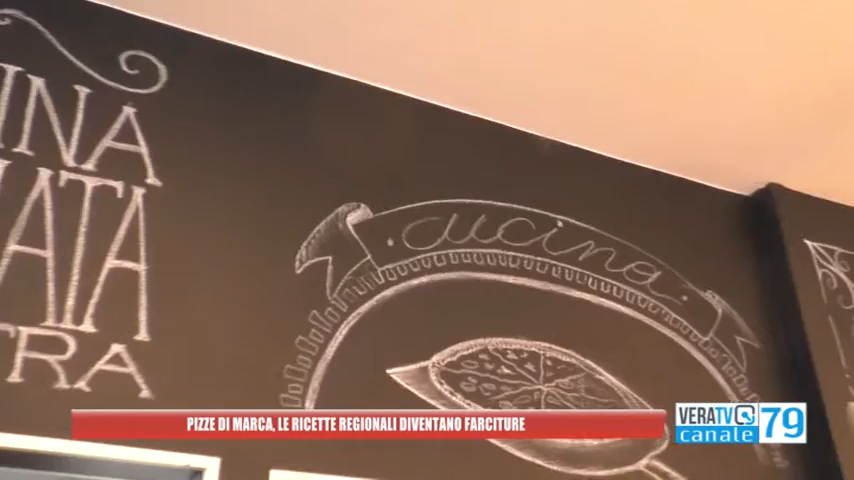 INA
ATA
TRA
cucina
PIZZE DI MARCA, LE RICETTE REGIONALI DIVENTANO FARCITURE
VERATV
canale 79